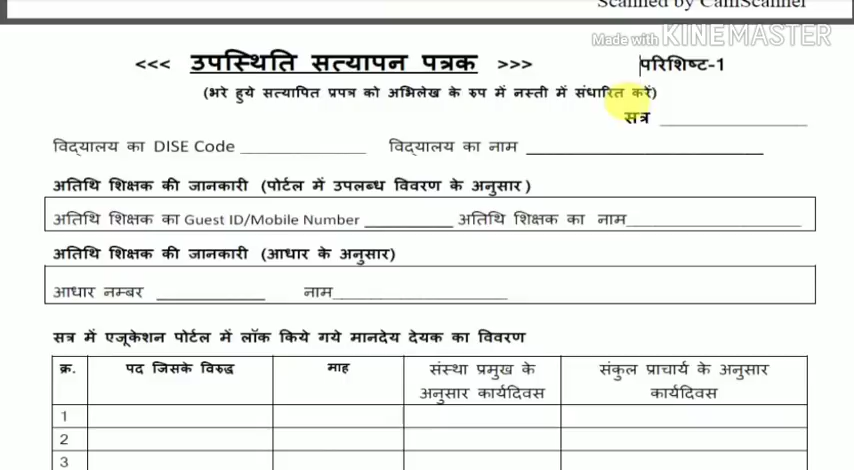 Scanned by CamScanner
Made with KINEMASTER
<<< उपस्थिति सत्यापन पत्रक >>> परिशिष्ट-1
(भरे हुये सत्यापित प्रपत्र को अभिलेख के रुप में नस्ती में संधारित करें)
सत्र _______________
विद्यालय का DISE Code _____________ विद्यालय का नाम _________________________
अतिथि शिक्षक की जानकारी (पोर्टल में उपलब्ध विवरण के अनुसार)
अतिथि शिक्षक का Guest ID/Mobile Number __________ अतिथि शिक्षक का नाम__________________
अतिथि शिक्षक की जानकारी (आधार के अनुसार)
आधार नम्बर ____________ नाम__________________
सत्र में एजूकेशन पोर्टल में लॉक किये गये मानदेय देयक का विवरण
क्र. पद जिसके विरुद्ध माह संस्था प्रमुख के संकुल प्राचार्य के अनुसार
अनुसार कार्यदिवस कार्यदिवस
1
2
3